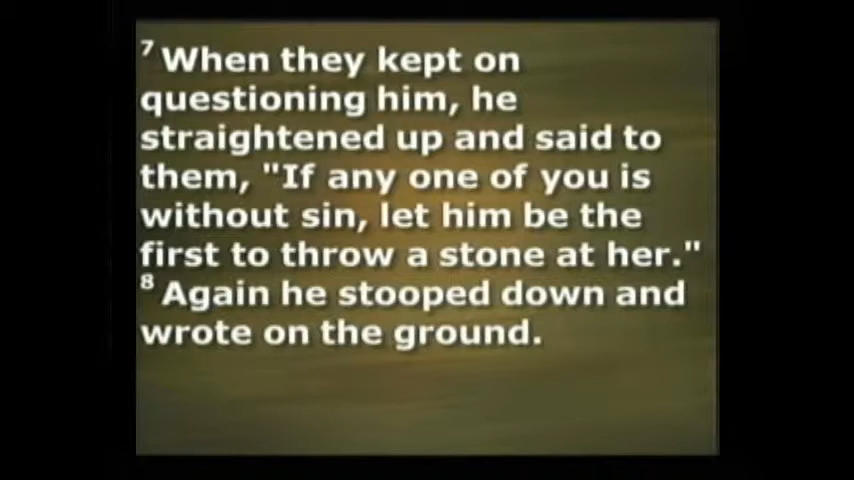 7 When they kept on
questioning him, he
straightened up and said to
them, "If any one of you is
without sin, let him be the
first to throw a stone at her."
8 Again he stooped down and
wrote on the ground.